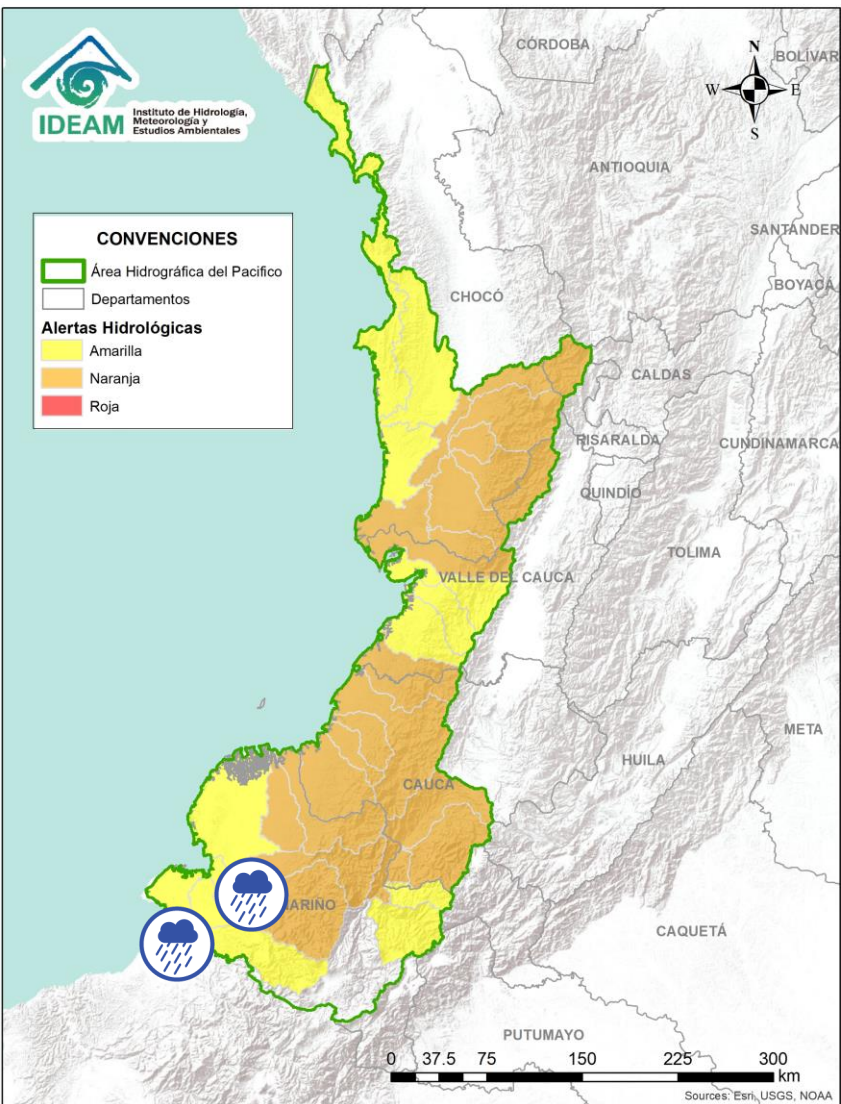 IDEAM
Instituto de Hidrología,
Meteorología y
Estudios Ambientales
CONVENCIONES
Área Hidrográfica del Pacifico
Departamentos
Alertas Hidrológicas
Amarilla
Naranja
Roja
N
W
E
S
CÓRDOBA
BOLÍVAR
ANTIOQUIA
SANTANDER
BOYACÁ
CHOCÓ
CALDAS
RISARALDA
CUNDINAMARCA
QUINDÍO
TOLIMA
VALLE DEL CAUCA
META
HUILA
CAUCA
ARIÑO
CAQUETÁ
PUTUMAYO
0 37.5 75 150 225 300
km
Sources: Esri, USGS, NOAA